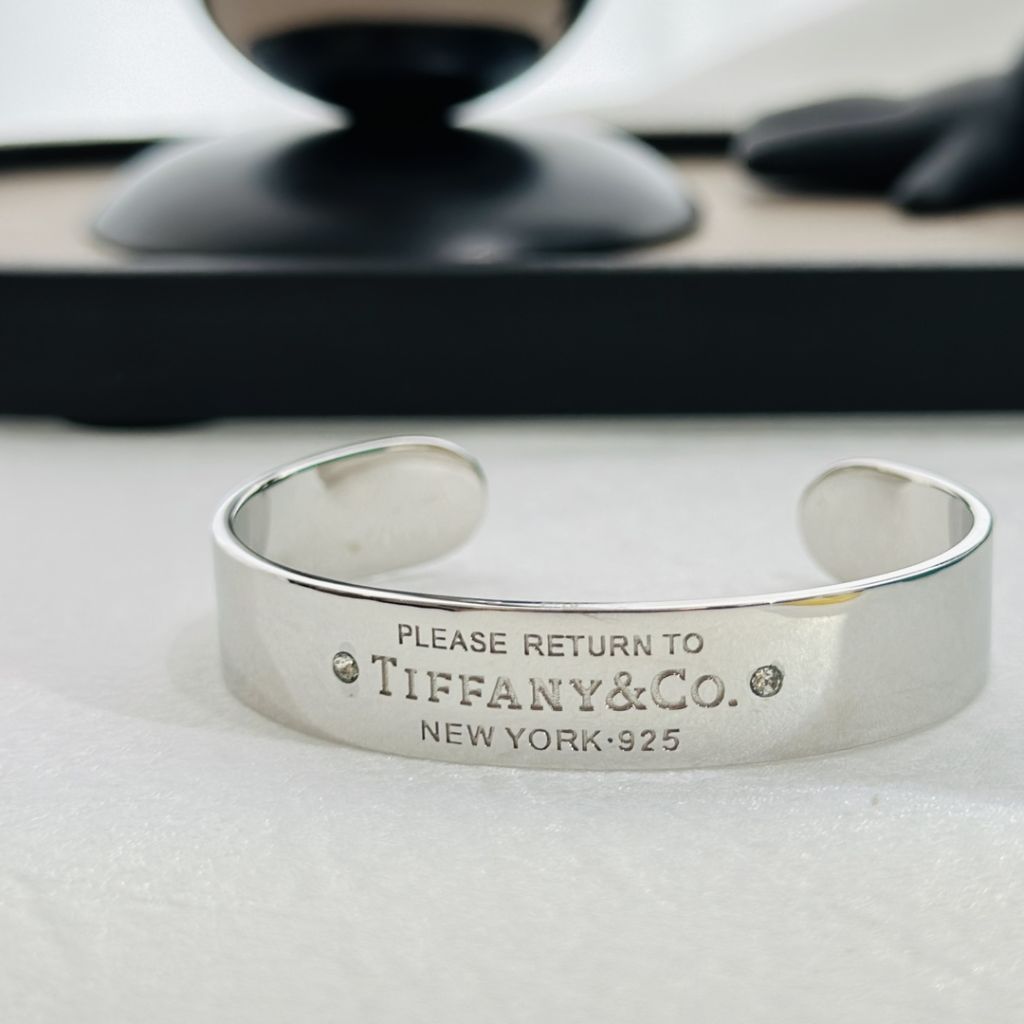 PLEASE RETURN TO
TIFFANY&CO.
NEW YORK·925